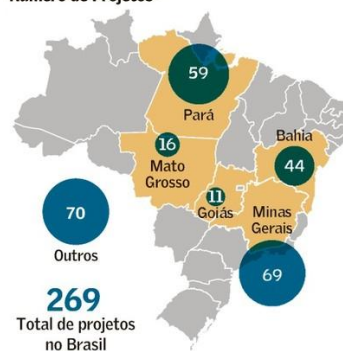 Número de Projetos
59
Pará
16
Mato
Grosso
Bahia
44
11
Goiás
Minas
Gerais
69
70
Outros
269
Total de projetos
no Brasil